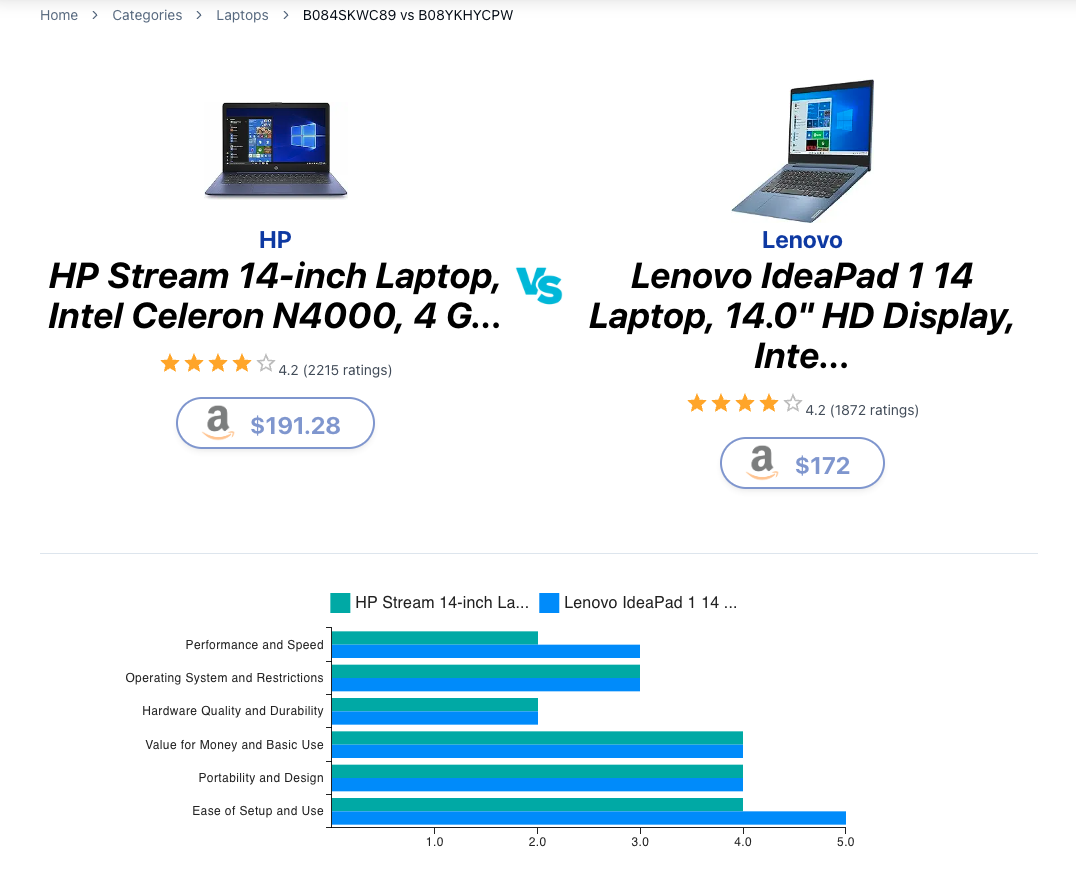 Home > Categories > Laptops > B084SKWC89 vs B08YKHYCPW
HP
HP Stream 14-inch Laptop,
Intel Celeron N4000, 4 G...
4.2 (2215 ratings)
a $191.28
VS
Lenovo
Lenovo IdeaPad 1 14
Laptop, 14.0" HD Display,
Inte...
4.2 (1872 ratings)
a $172
HP Stream 14-inch La... Lenovo IdeaPad 1 14 ...
Performance and Speed
Operating System and Restrictions
Hardware Quality and Durability
Value for Money and Basic Use
Portability and Design
Ease of Setup and Use
1.0 2.0 3.0 4.0 5.0